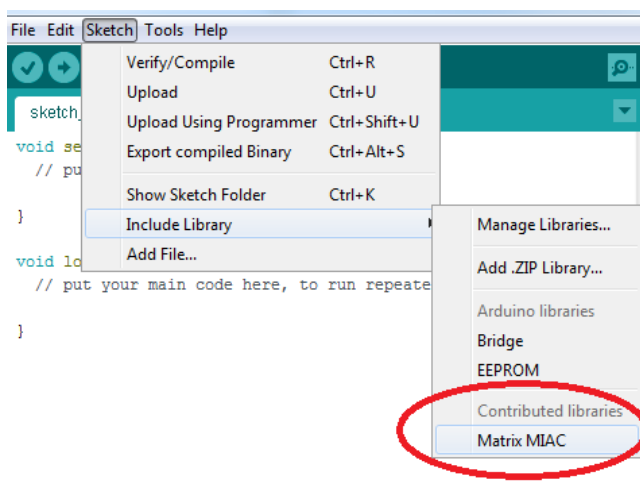 File Edit Sketch Tools Help
Verify/Compile Ctrl+R
Upload Ctrl+U
Upload Using Programmer Ctrl+Shift+U
Export compiled Binary Ctrl+Alt+S
Show Sketch Folder Ctrl+K
Include Library
Add File...
Manage Libraries...
Add .ZIP Library...
Arduino libraries
Bridge
EEPROM
Contributed libraries
Matrix MIAC
sketch_
void se
// pu
}
void lo
// put your main code here, to run repeate
}